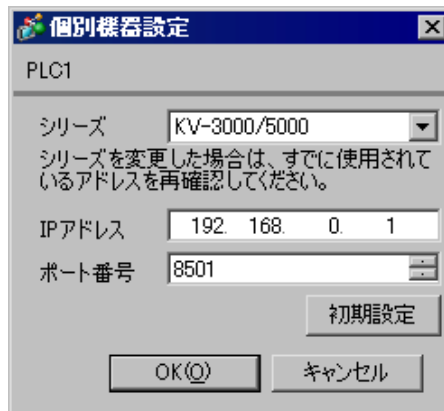 個別機器設定
PLC1
シリーズ KV-3000/5000
シリーズを変更した場合は、すでに使用されて
いるアドレスを再確認してください。
IPアドレス 192. 168. 0. 1
ポート番号 8501
初期設定
OK(O) キャンセル